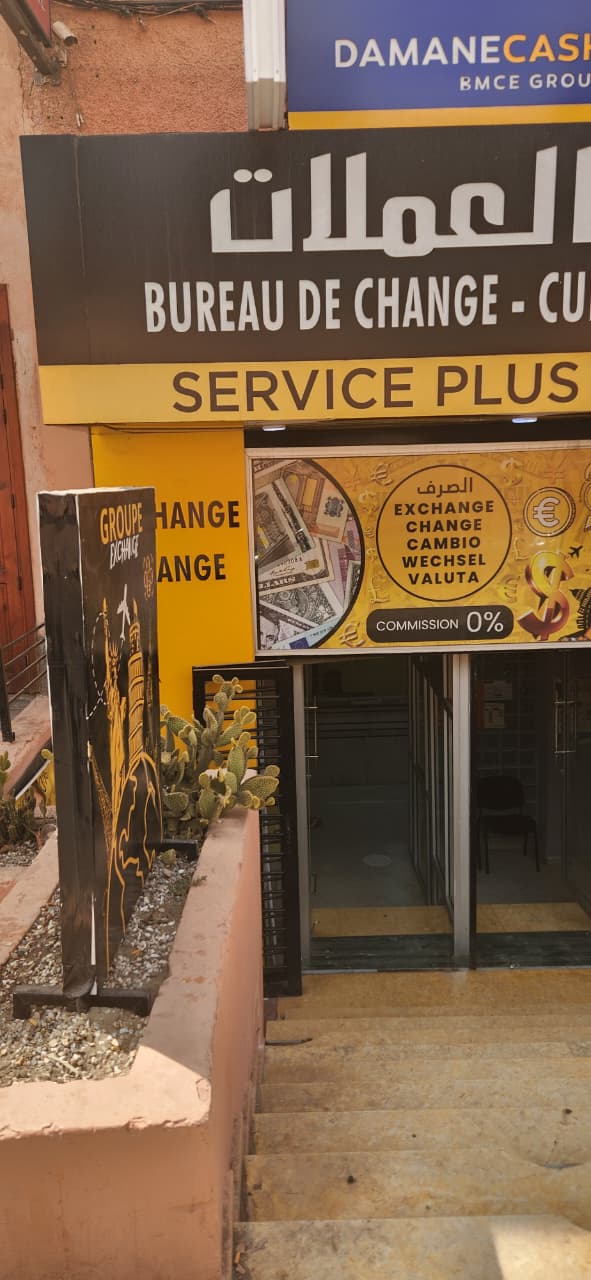 DAMANECASH
BMCE GROU
العملات
BUREAU DE CHANGE - CU
SERVICE PLUS
HANGE
ANGE
GROUPE
EXCHANGE
الصرف
EXCHANGE
CHANGE
CAMBIO
WECHSEL
VALUTA
COMMISSION 0%